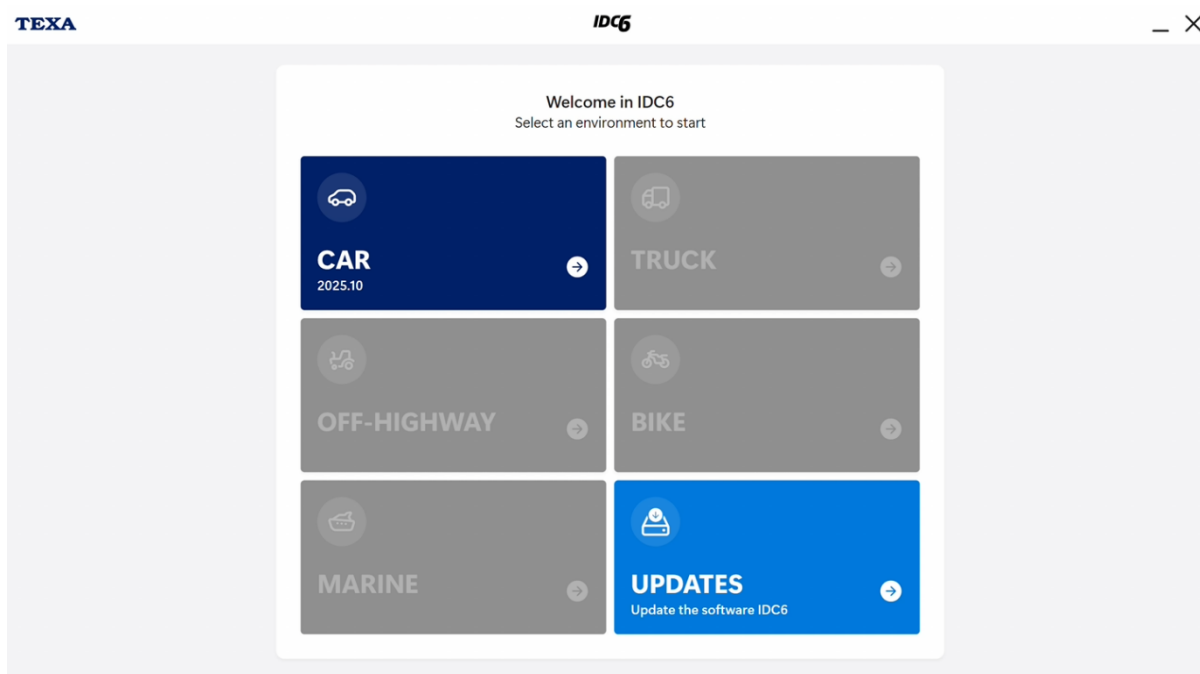 TEXA
IDC6
Welcome in IDC6
Select an environment to start
CAR
2025.10
TRUCK
OFF-HIGHWAY
BIKE
MARINE
UPDATES
Update the software IDC6